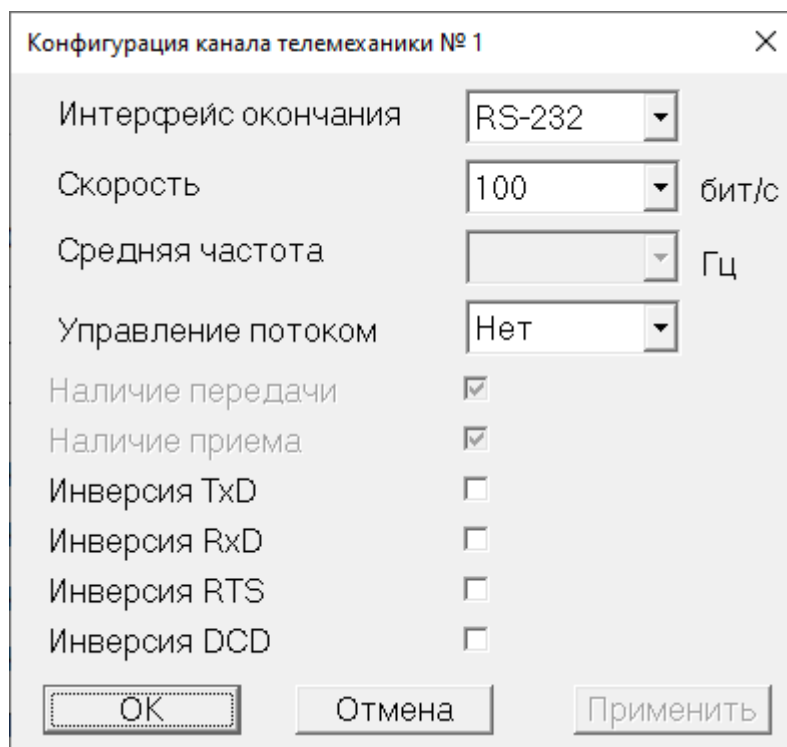 Конфигурация канала телемеханики № 1
Интерфейс окончания RS-232
Скорость 100 бит/с
Средняя частота Гц
Управление потоком Нет
Наличие передачи
Наличие приема
Инверсия TxD
Инверсия RxD
Инверсия RTS
Инверсия DCD
OK Отмена Применить